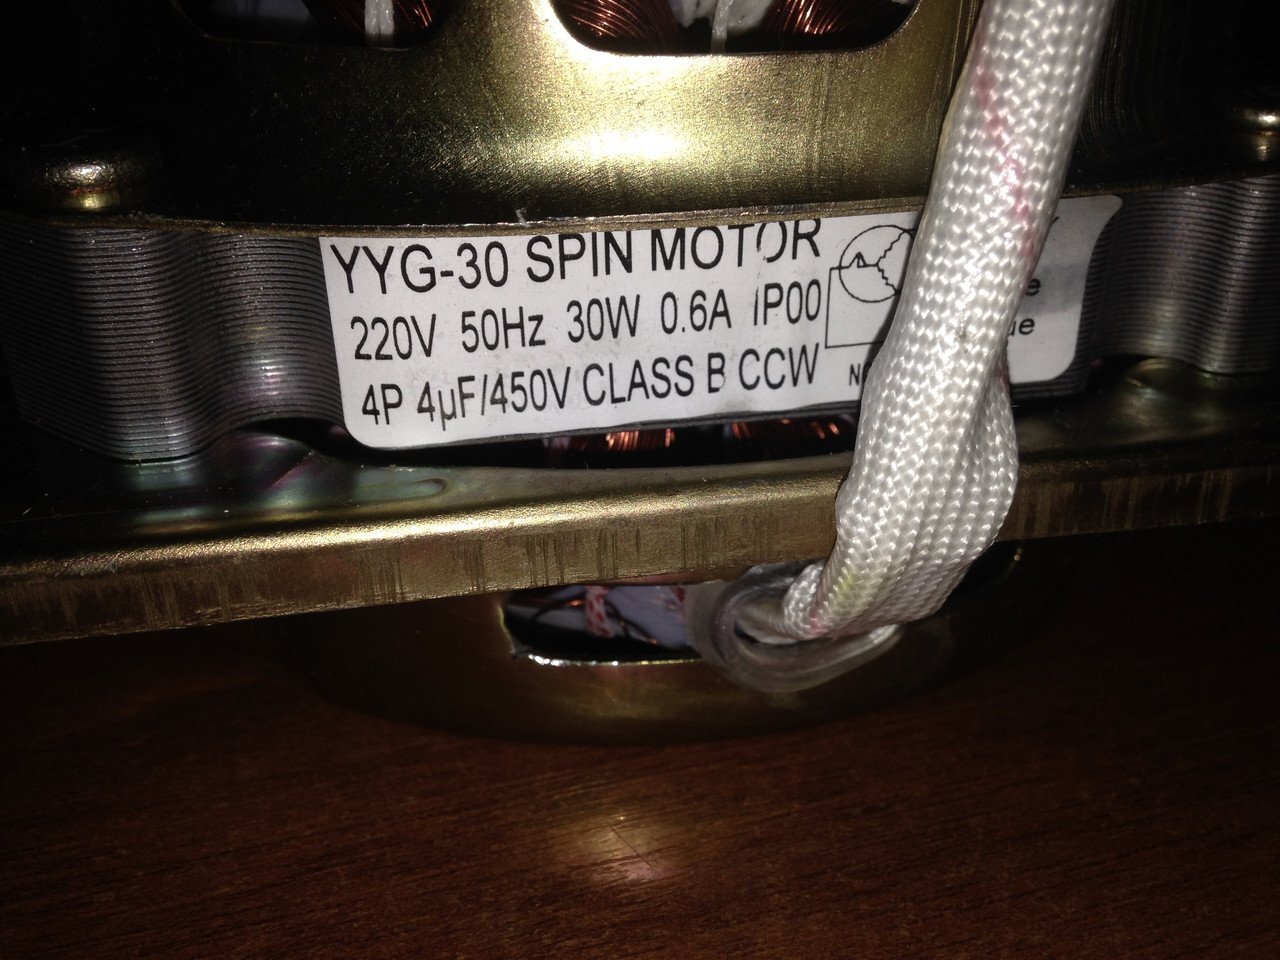 YYG-30 SPIN MOTOR
220V 50Hz 30W 0.6A IP00
4P 4μF/450V CLASS B CCW